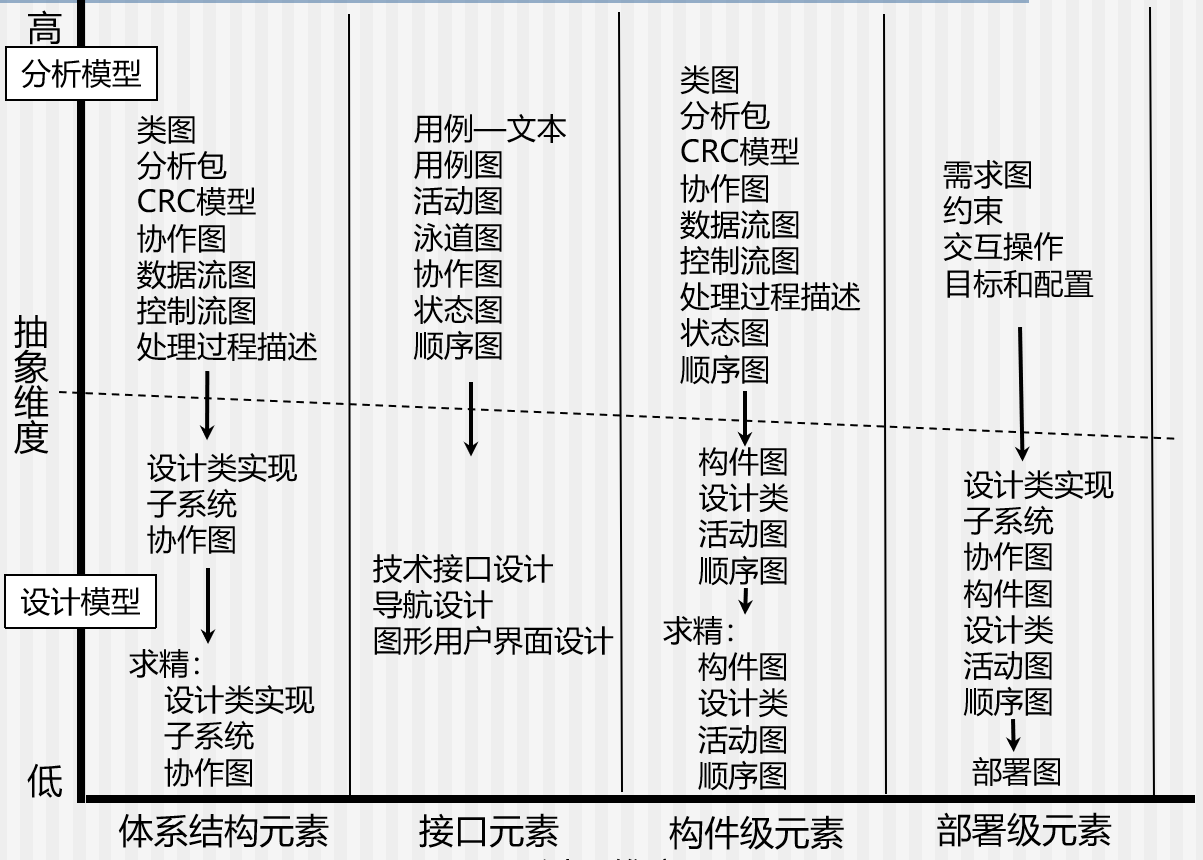 高
分析模型
抽象维度
设计模型
低
类图
分析包
CRC模型
协作图
数据流图
控制流图
处理过程描述
设计类实现
子系统
协作图
求精：
设计类实现
子系统
协作图
体系结构元素
用例—文本
用例图
活动图
泳道图
协作图
状态图
顺序图
技术接口设计
导航设计
图形用户界面设计
接口元素
类图
分析包
CRC模型
协作图
数据流图
控制流图
处理过程描述
状态图
顺序图
构件图
设计类
活动图
顺序图
求精：
构件图
设计类
活动图
顺序图
构件级元素
需求图
约束
交互操作
目标和配置
设计类实现
子系统
协作图
构件图
设计类
活动图
顺序图
部署图
部署级元素